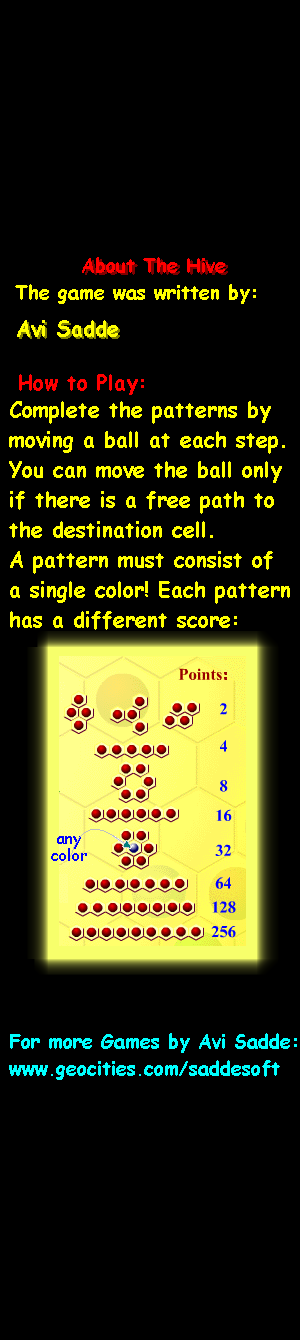 About The Hive
The game was written by:
Avi Sadde
How to Play:
Complete the patterns by
moving a ball at each step.
You can move the ball only
if there is a free path to
the destination cell.
A pattern must consist of
a single color! Each pattern
has a different score:
Points:
2
4
8
16
any
color
32
64
128
256
For more Games by Avi Sadde:
www.geocities.com/saddesoft